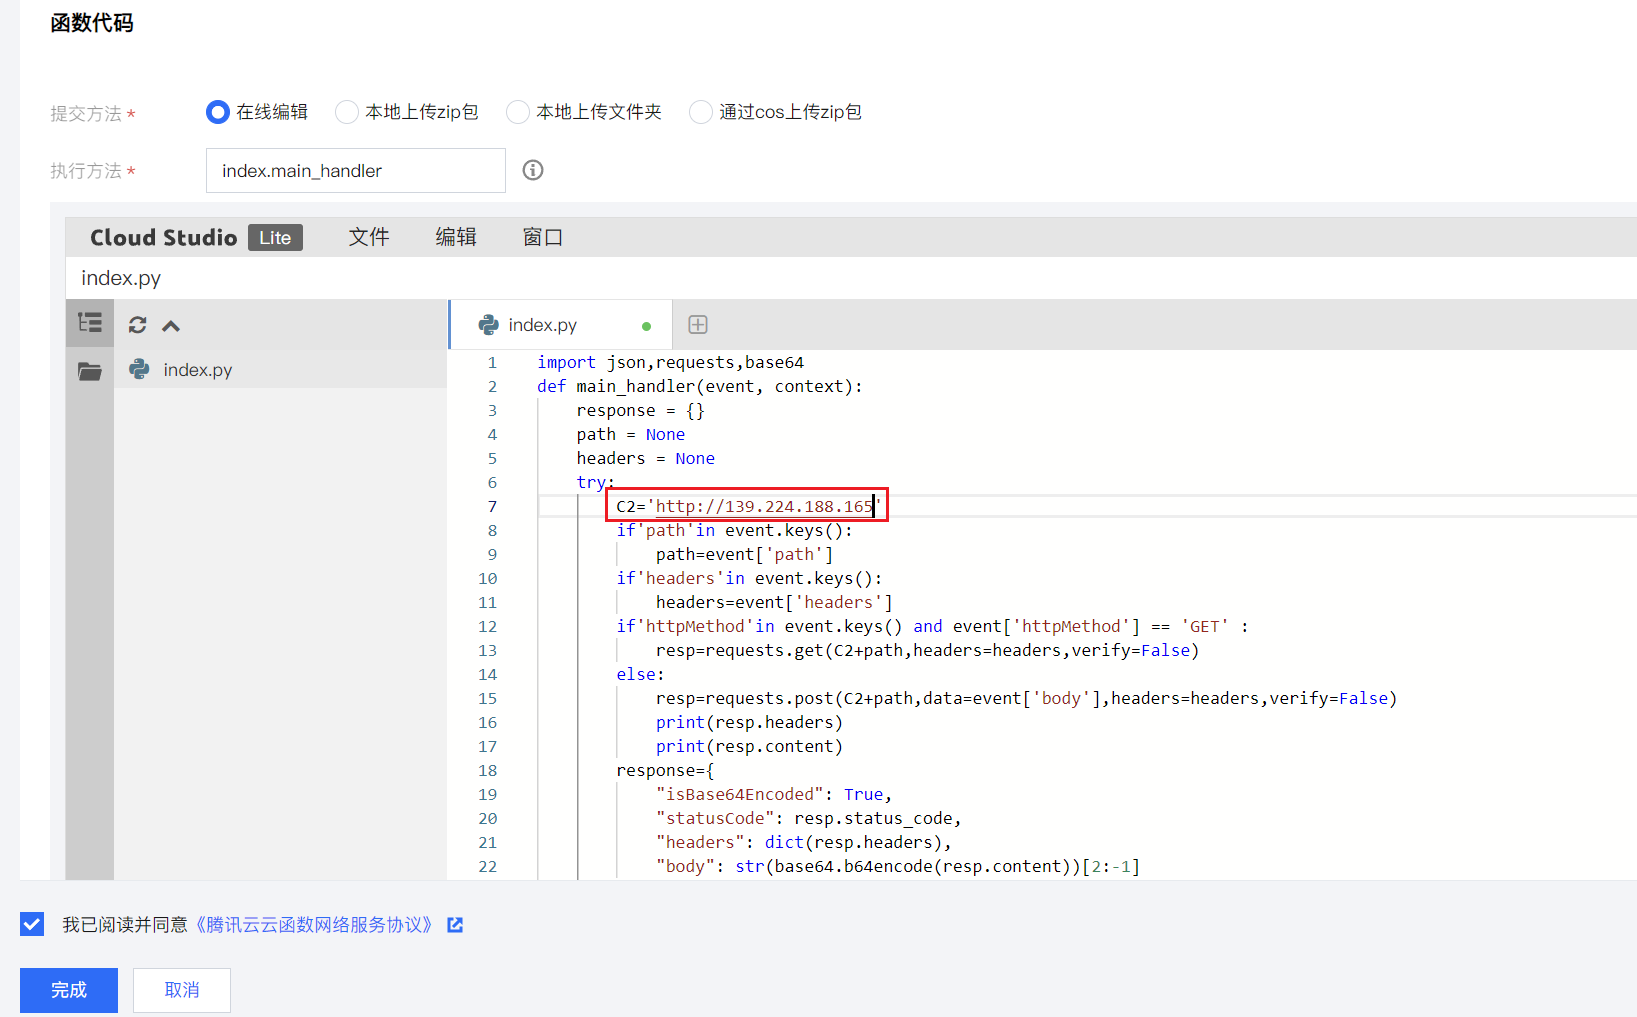 函数代码
提交方法 * 在线编辑 本地上传zip包 本地上传文件夹 通过cos上传zip包
执行方法 * index.main_handler
Cloud Studio Lite 文件 编辑 窗口
index.py
index.py
index.py
1 import json,requests,base64
2 def main_handler(event, context):
3 response = {}
4 path = None
5 headers = None
6 try:
7 C2='http://139.224.188.165'
8 if'path'in event.keys():
9 path=event['path']
10 if'headers'in event.keys():
11 headers=event['headers']
12 if'httpMethod'in event.keys() and event['httpMethod'] == 'GET' :
13 resp=requests.get(C2+path,headers=headers,verify=False)
14 else:
15 resp=requests.post(C2+path,data=event['body'],headers=headers,verify=False)
16 print(resp.headers)
17 print(resp.content)
18 response={
19 "isBase64Encoded": True,
20 "statusCode": resp.status_code,
21 "headers": dict(resp.headers),
22 "body": str(base64.b64encode(resp.content))[2:-1]
我已阅读并同意《腾讯云云函数网络服务协议》
完成 取消